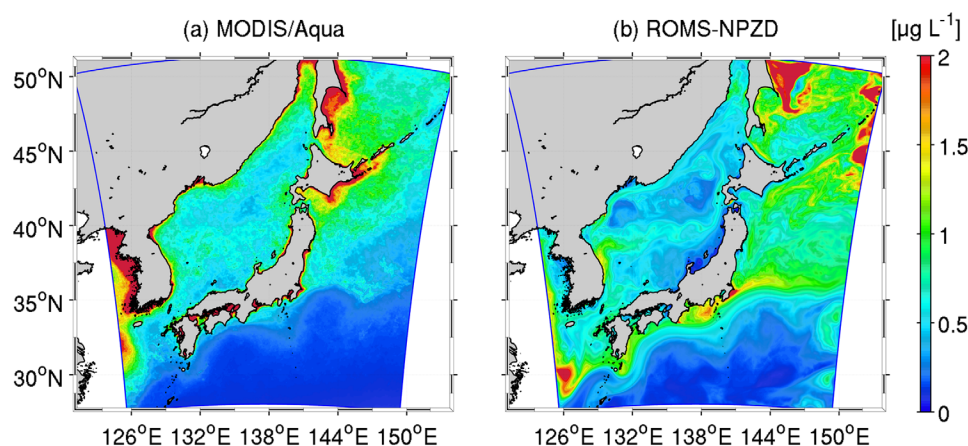 (a) MODIS/Aqua (b) ROMS-NPZD [µg L⁻¹]
50°N 2
45°N 1.5
40°N
1
35°N
0.5
30°N
0
126°E 132°E 138°E 144°E 150°E 126°E 132°E 138°E 144°E 150°E